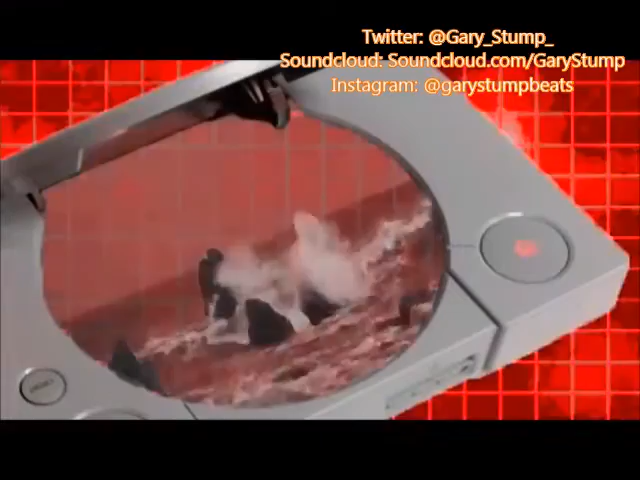 Twitter: @Gary_Stump_
Soundcloud: Soundcloud.com/GaryStump
Instagram: @garystumpbeats